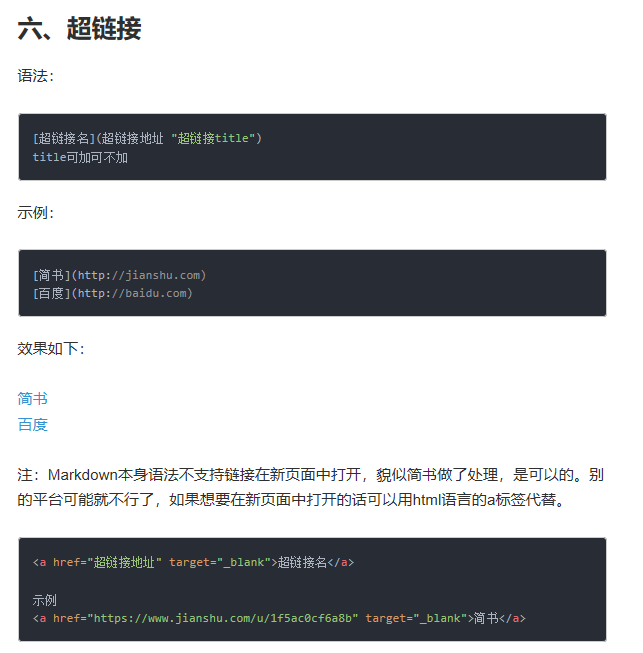 六、超链接
语法：
[超链接名](超链接地址 "超链接title")
title可加可不加
示例：
[简书](http://jianshu.com)
[百度](http://baidu.com)
效果如下：
简书
百度
注：Markdown本身语法不支持链接在新页面中打开，貌似简书做了处理，是可以的。别
的平台可能就不行了，如果想要在新页面中打开的话可以用html语言的a标签代替。
<a href="超链接地址" target="_blank">超链接名</a>
示例
<a href="https://www.jianshu.com/u/1f5ac0cf6a8b" target="_blank">简书</a>